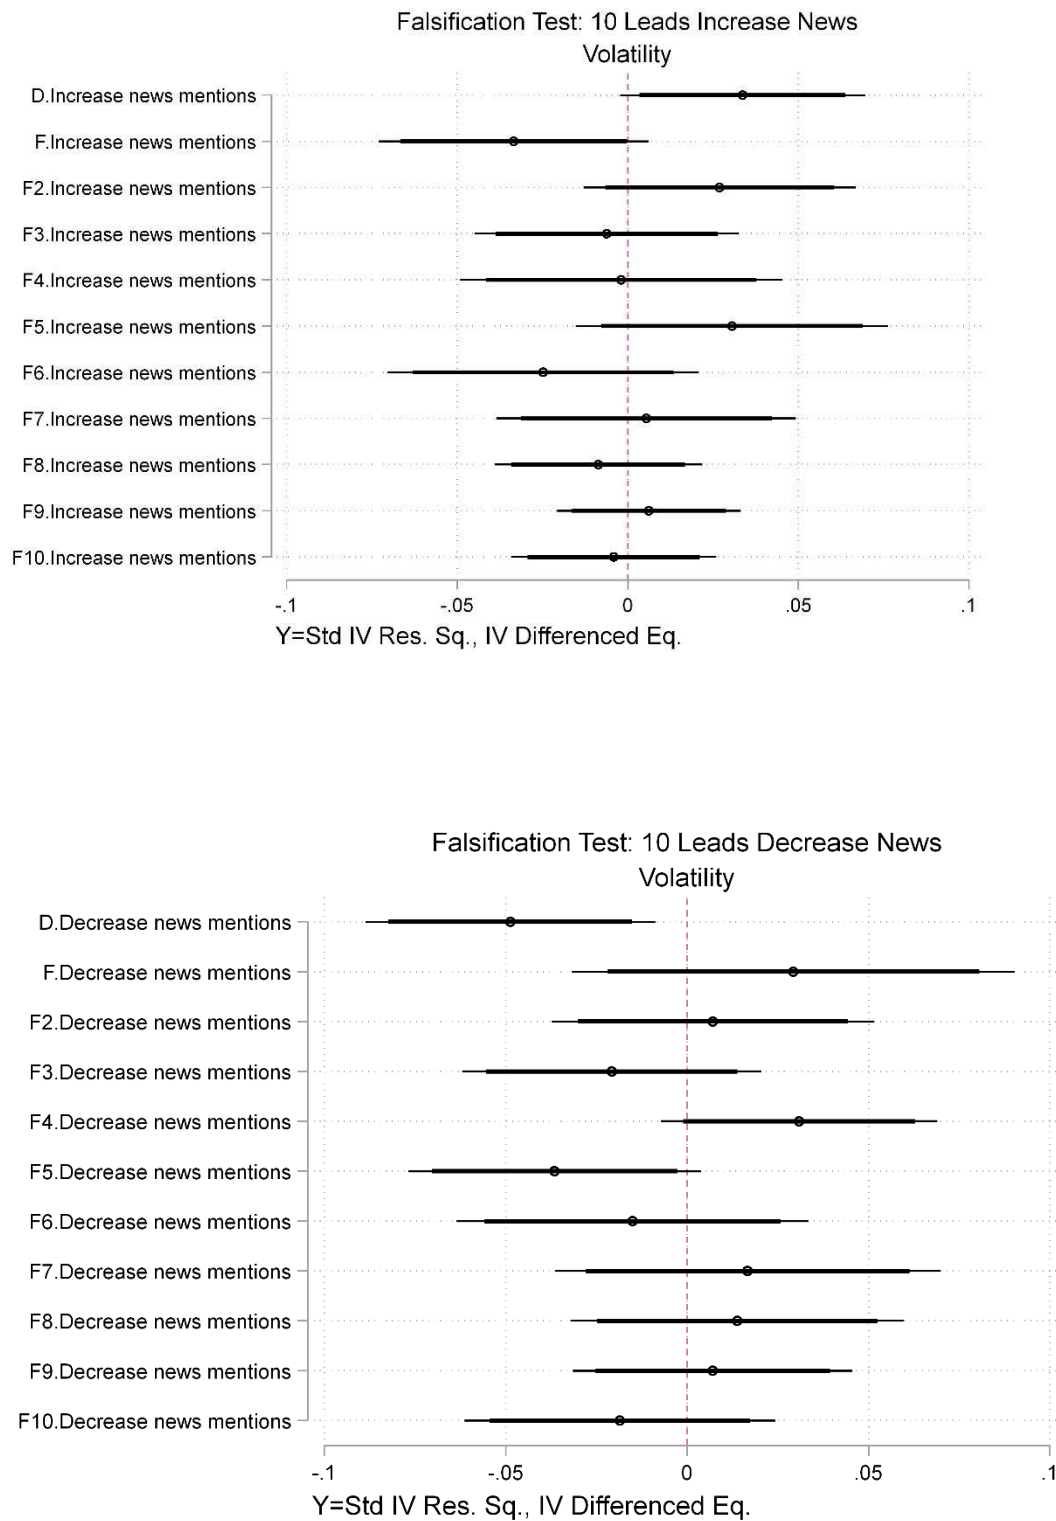 Falsification Test: 10 Leads Increase News
Volatility
D.Increase news mentions
F.Increase news mentions
F2.Increase news mentions
F3.Increase news mentions
F4.Increase news mentions
F5.Increase news mentions
F6.Increase news mentions
F7.Increase news mentions
F8.Increase news mentions
F9.Increase news mentions
F10.Increase news mentions
-.1 -.05 0 .05 .1
Y=Std IV Res. Sq., IV Differenced Eq.
Falsification Test: 10 Leads Decrease News
Volatility
D.Decrease news mentions
F.Decrease news mentions
F2.Decrease news mentions
F3.Decrease news mentions
F4.Decrease news mentions
F5.Decrease news mentions
F6.Decrease news mentions
F7.Decrease news mentions
F8.Decrease news mentions
F9.Decrease news mentions
F10.Decrease news mentions
-.1 -.05 0 .05 .1
Y=Std IV Res. Sq., IV Differenced Eq.